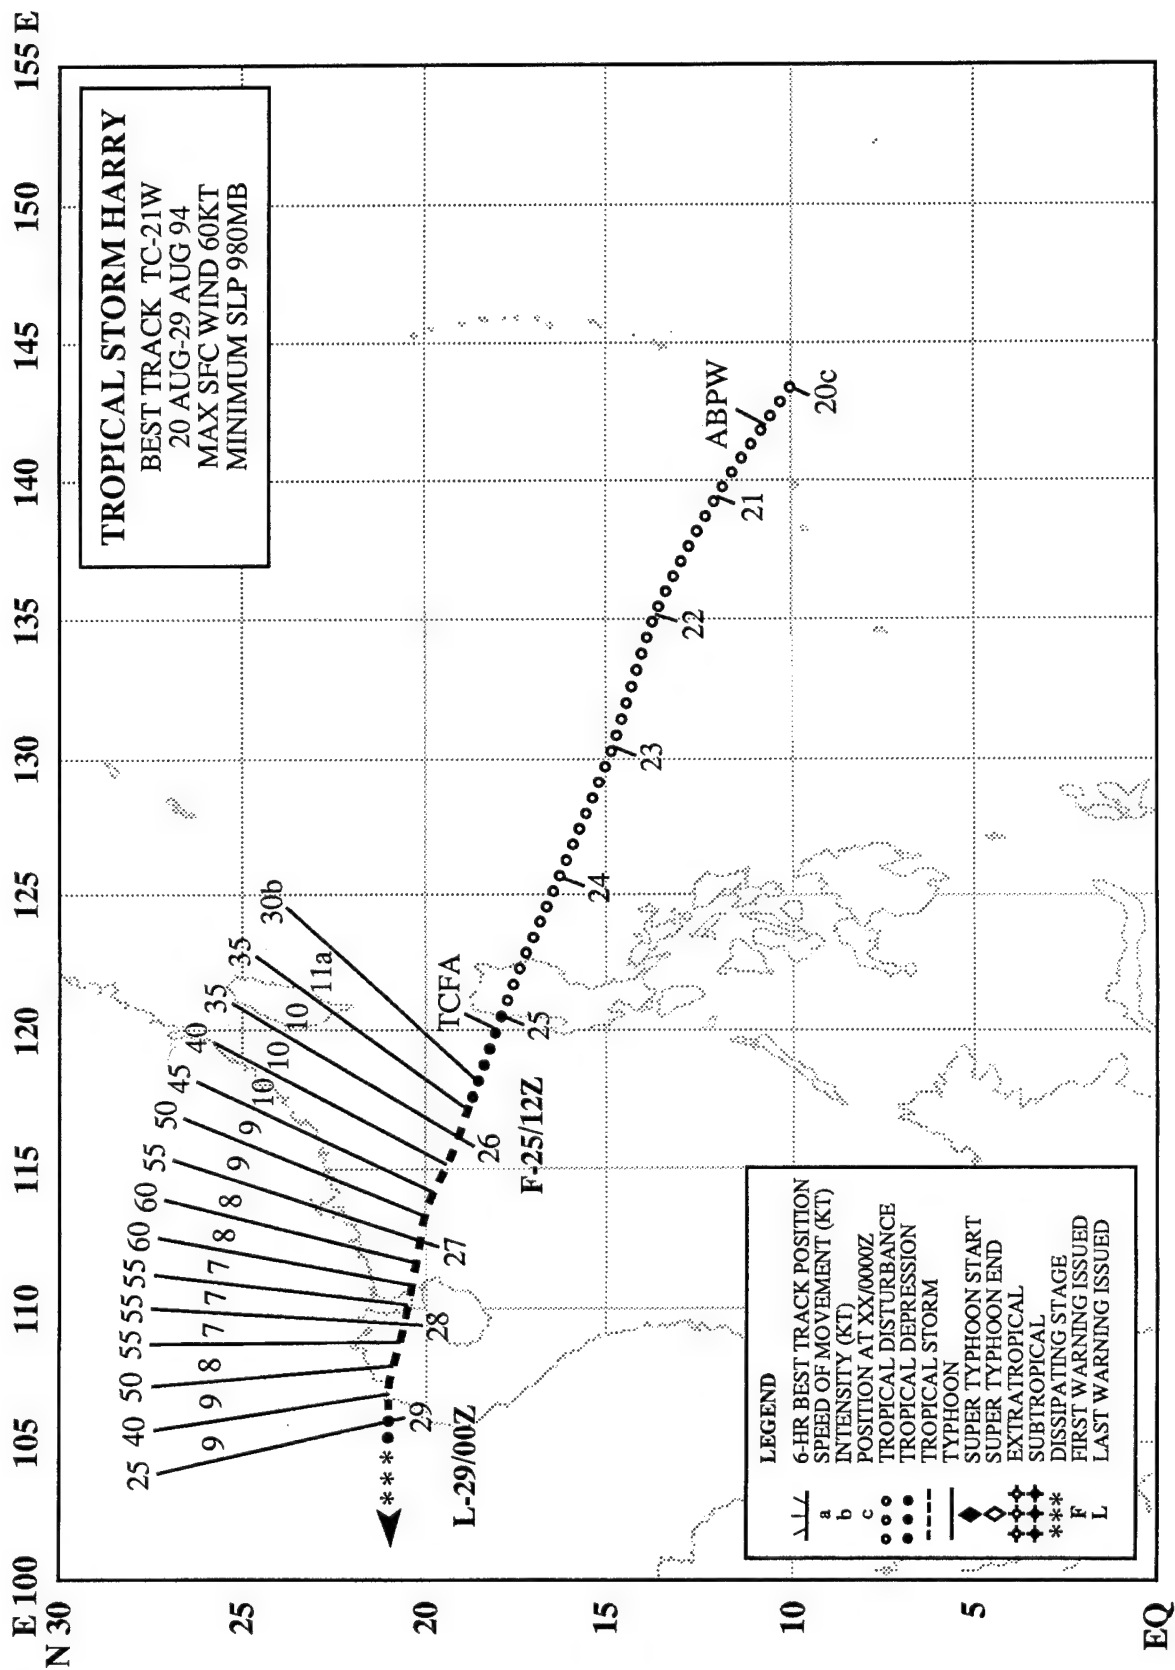 TROPICAL STORM HARRY
BEST TRACK TC-21W
20 AUG-29 AUG 94
MAX SFC WIND 60KT
MINIMUM SLP 980MB
E 100
105
110
115
120
125
130
135
140
145
150
155 E
N 30
25
20
15
10
5
EQ
25
40
50
55
55
55
60
60
55
50
45
40
35
35
30b
9
9
8
7
7
7
8
8
9
9
10
10
10
11a
TCFA
ABPW
L-29/00Z
F-25/12Z
29
28
27
26
25
24
23
22
21
20c
LEGEND
6-HR BEST TRACK POSITION
a SPEED OF MOVEMENT (KT)
b INTENSITY (KT)
c POSITION AT XX/0000Z
TROPICAL DISTURBANCE
TROPICAL DEPRESSION
TROPICAL STORM
TYPHOON
SUPER TYPHOON START
SUPER TYPHOON END
EXTRATROPICAL
SUBTROPICAL
*** DISSIPATING STAGE
F FIRST WARNING ISSUED
L LAST WARNING ISSUED